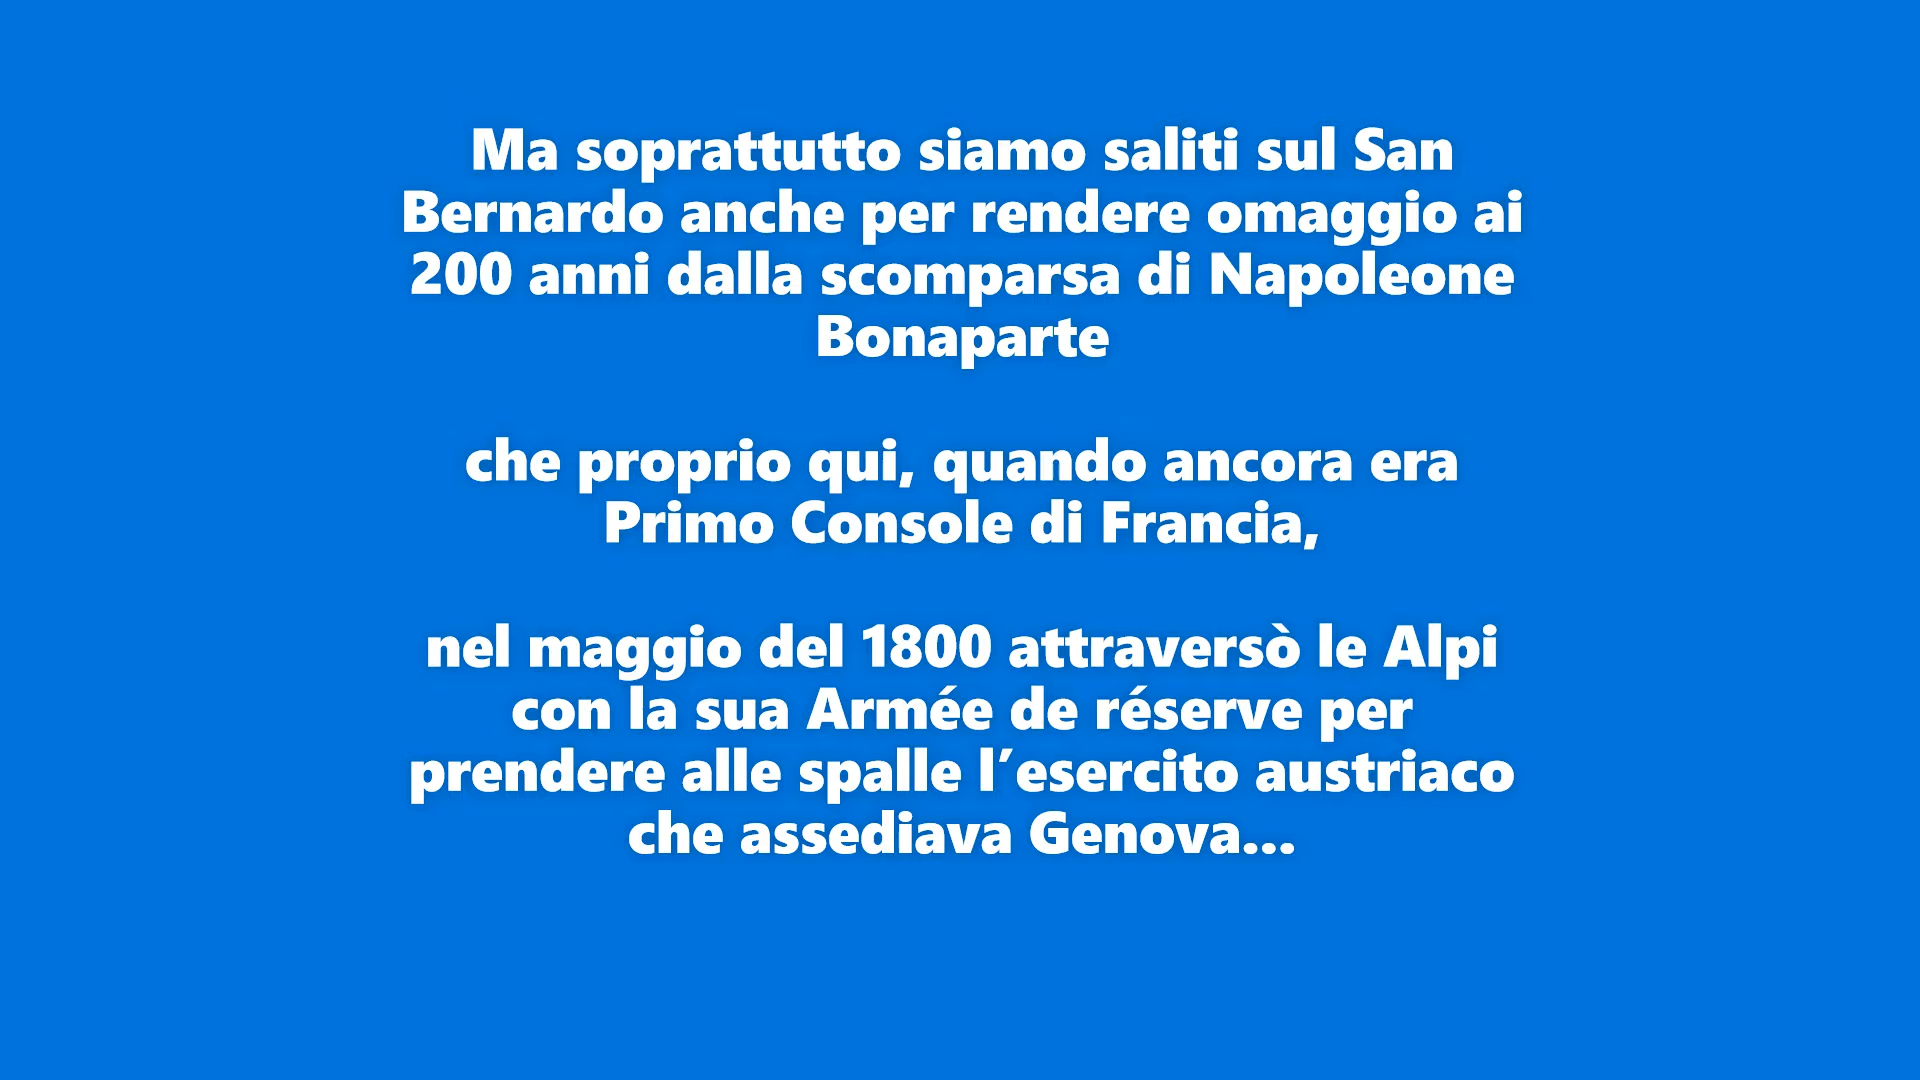 Ma soprattutto siamo saliti sul San
Bernardo anche per rendere omaggio ai
200 anni dalla scomparsa di Napoleone
Bonaparte
che proprio qui, quando ancora era
Primo Console di Francia,
nel maggio del 1800 attraversò le Alpi
con la sua Armée de réserve per
prendere alle spalle l’esercito austriaco
che assediava Genova...